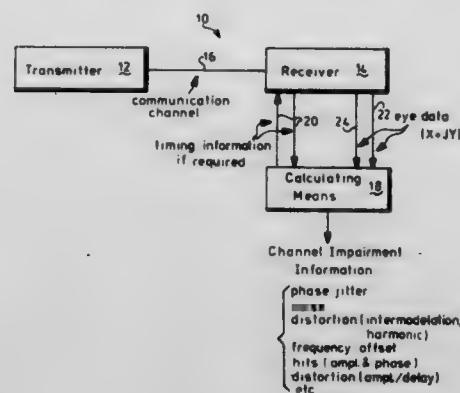 10
Transmitter 12
16
Receiver 14
communication
channel
20
timing information
if required
24
22 eye data
(X+JY)
Calculating
Means 18
Channel Impairment
Information
phase jitter
distortion(intermodelation,
harmonic)
frequency offset
hits (ampl. & phase)
distortion(ampl./delay)
etc